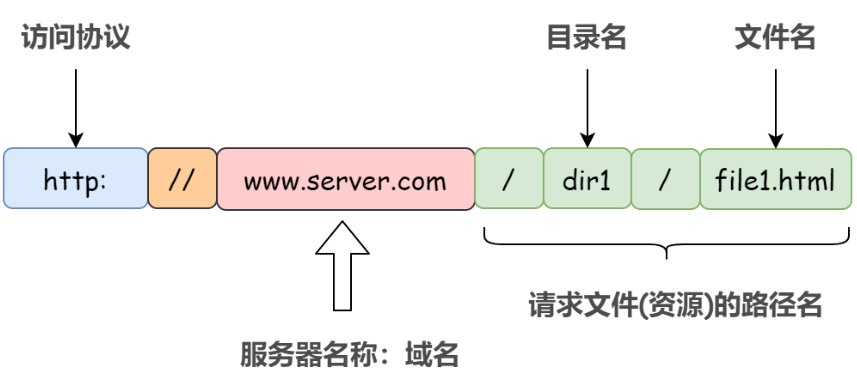 访问协议 目录名 文件名
http: // www.server.com / dir1 / file1.html
请求文件(资源)的路径名
服务器名称：域名